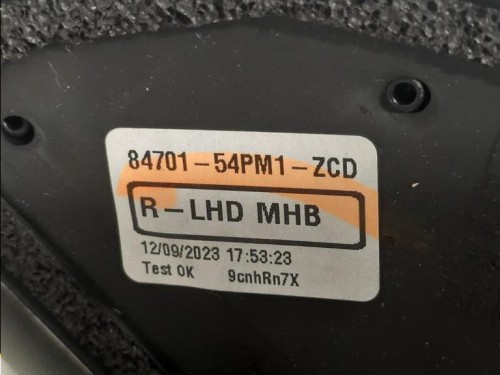 84701-54PM1-ZCD
R-LHD MHB
12/09/2023 17:53:23
Test OK 9cnhRn7X